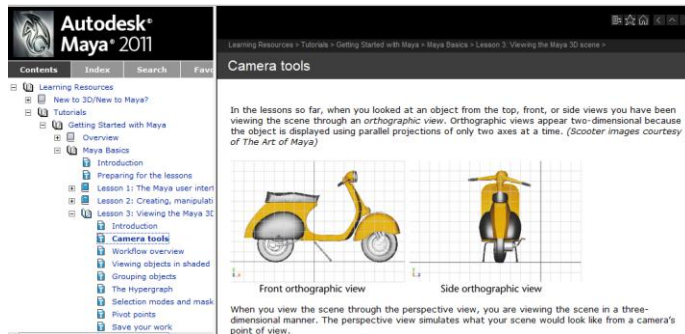 Autodesk®
Maya® 2011
Contents Index Search Favo
Learning Resources
New to 3D/New to Maya?
Tutorials
Getting Started with Maya
Overview
Maya Basics
Introduction
Preparing for the lessons
Lesson 1: The Maya user interf
Lesson 2: Creating, manipulati
Lesson 3: Viewing the Maya 3D
Introduction
Camera tools
Workflow overview
Viewing objects in shaded
Grouping objects
The Hypergraph
Selection modes and mask
Pivot points
Save your work
Learning Resources > Tutorials > Getting Started with Maya > Maya Basics > Lesson 3: Viewing the Maya 3D scene >
Camera tools
In the lessons so far, when you looked at an object from the top, front, or side views you have been
viewing the scene through an orthographic view. Orthographic views appear two-dimensional because
the object is displayed using parallel projections of only two axes at a time. (Scooter images courtesy
of The Art of Maya)
Front orthographic view
Side orthographic view
When you view the scene through the perspective view, you are viewing the scene in a three-
dimensional manner. The perspective view simulates what your scene would look like from a camera's
point of view.